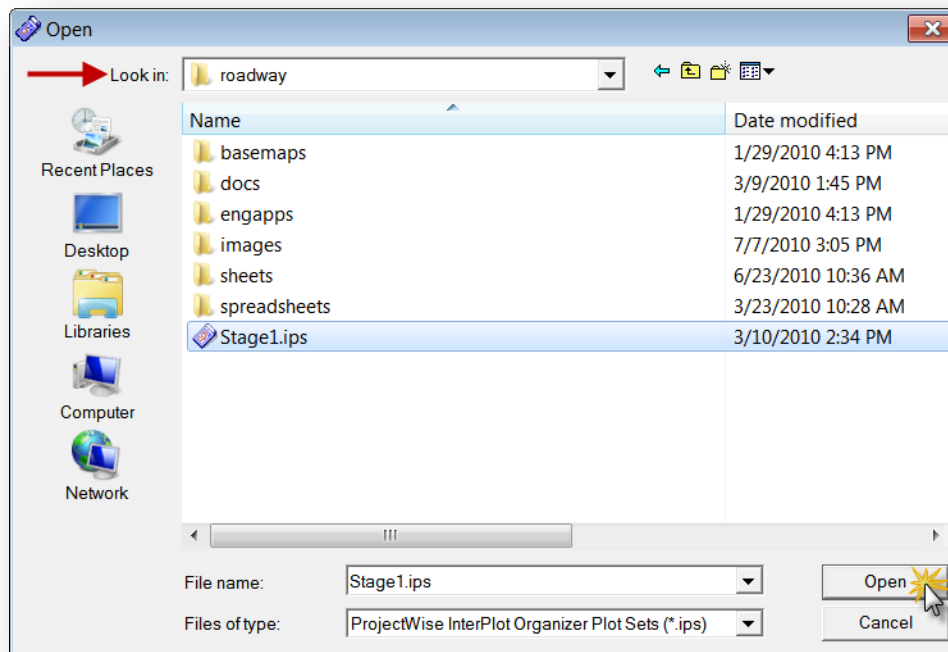 Open
Look in: roadway
Name Date modified
Recent Places
Desktop
Libraries
Computer
Network
basemaps 1/29/2010 4:13 PM
docs 3/9/2010 1:45 PM
engapps 1/29/2010 4:13 PM
images 7/7/2010 3:05 PM
sheets 6/23/2010 10:36 AM
spreadsheets 3/23/2010 10:28 AM
Stage1.ips 3/10/2010 2:34 PM
File name: Stage1.ips Open
Files of type: ProjectWise InterPlot Organizer Plot Sets (*.ips) Cancel